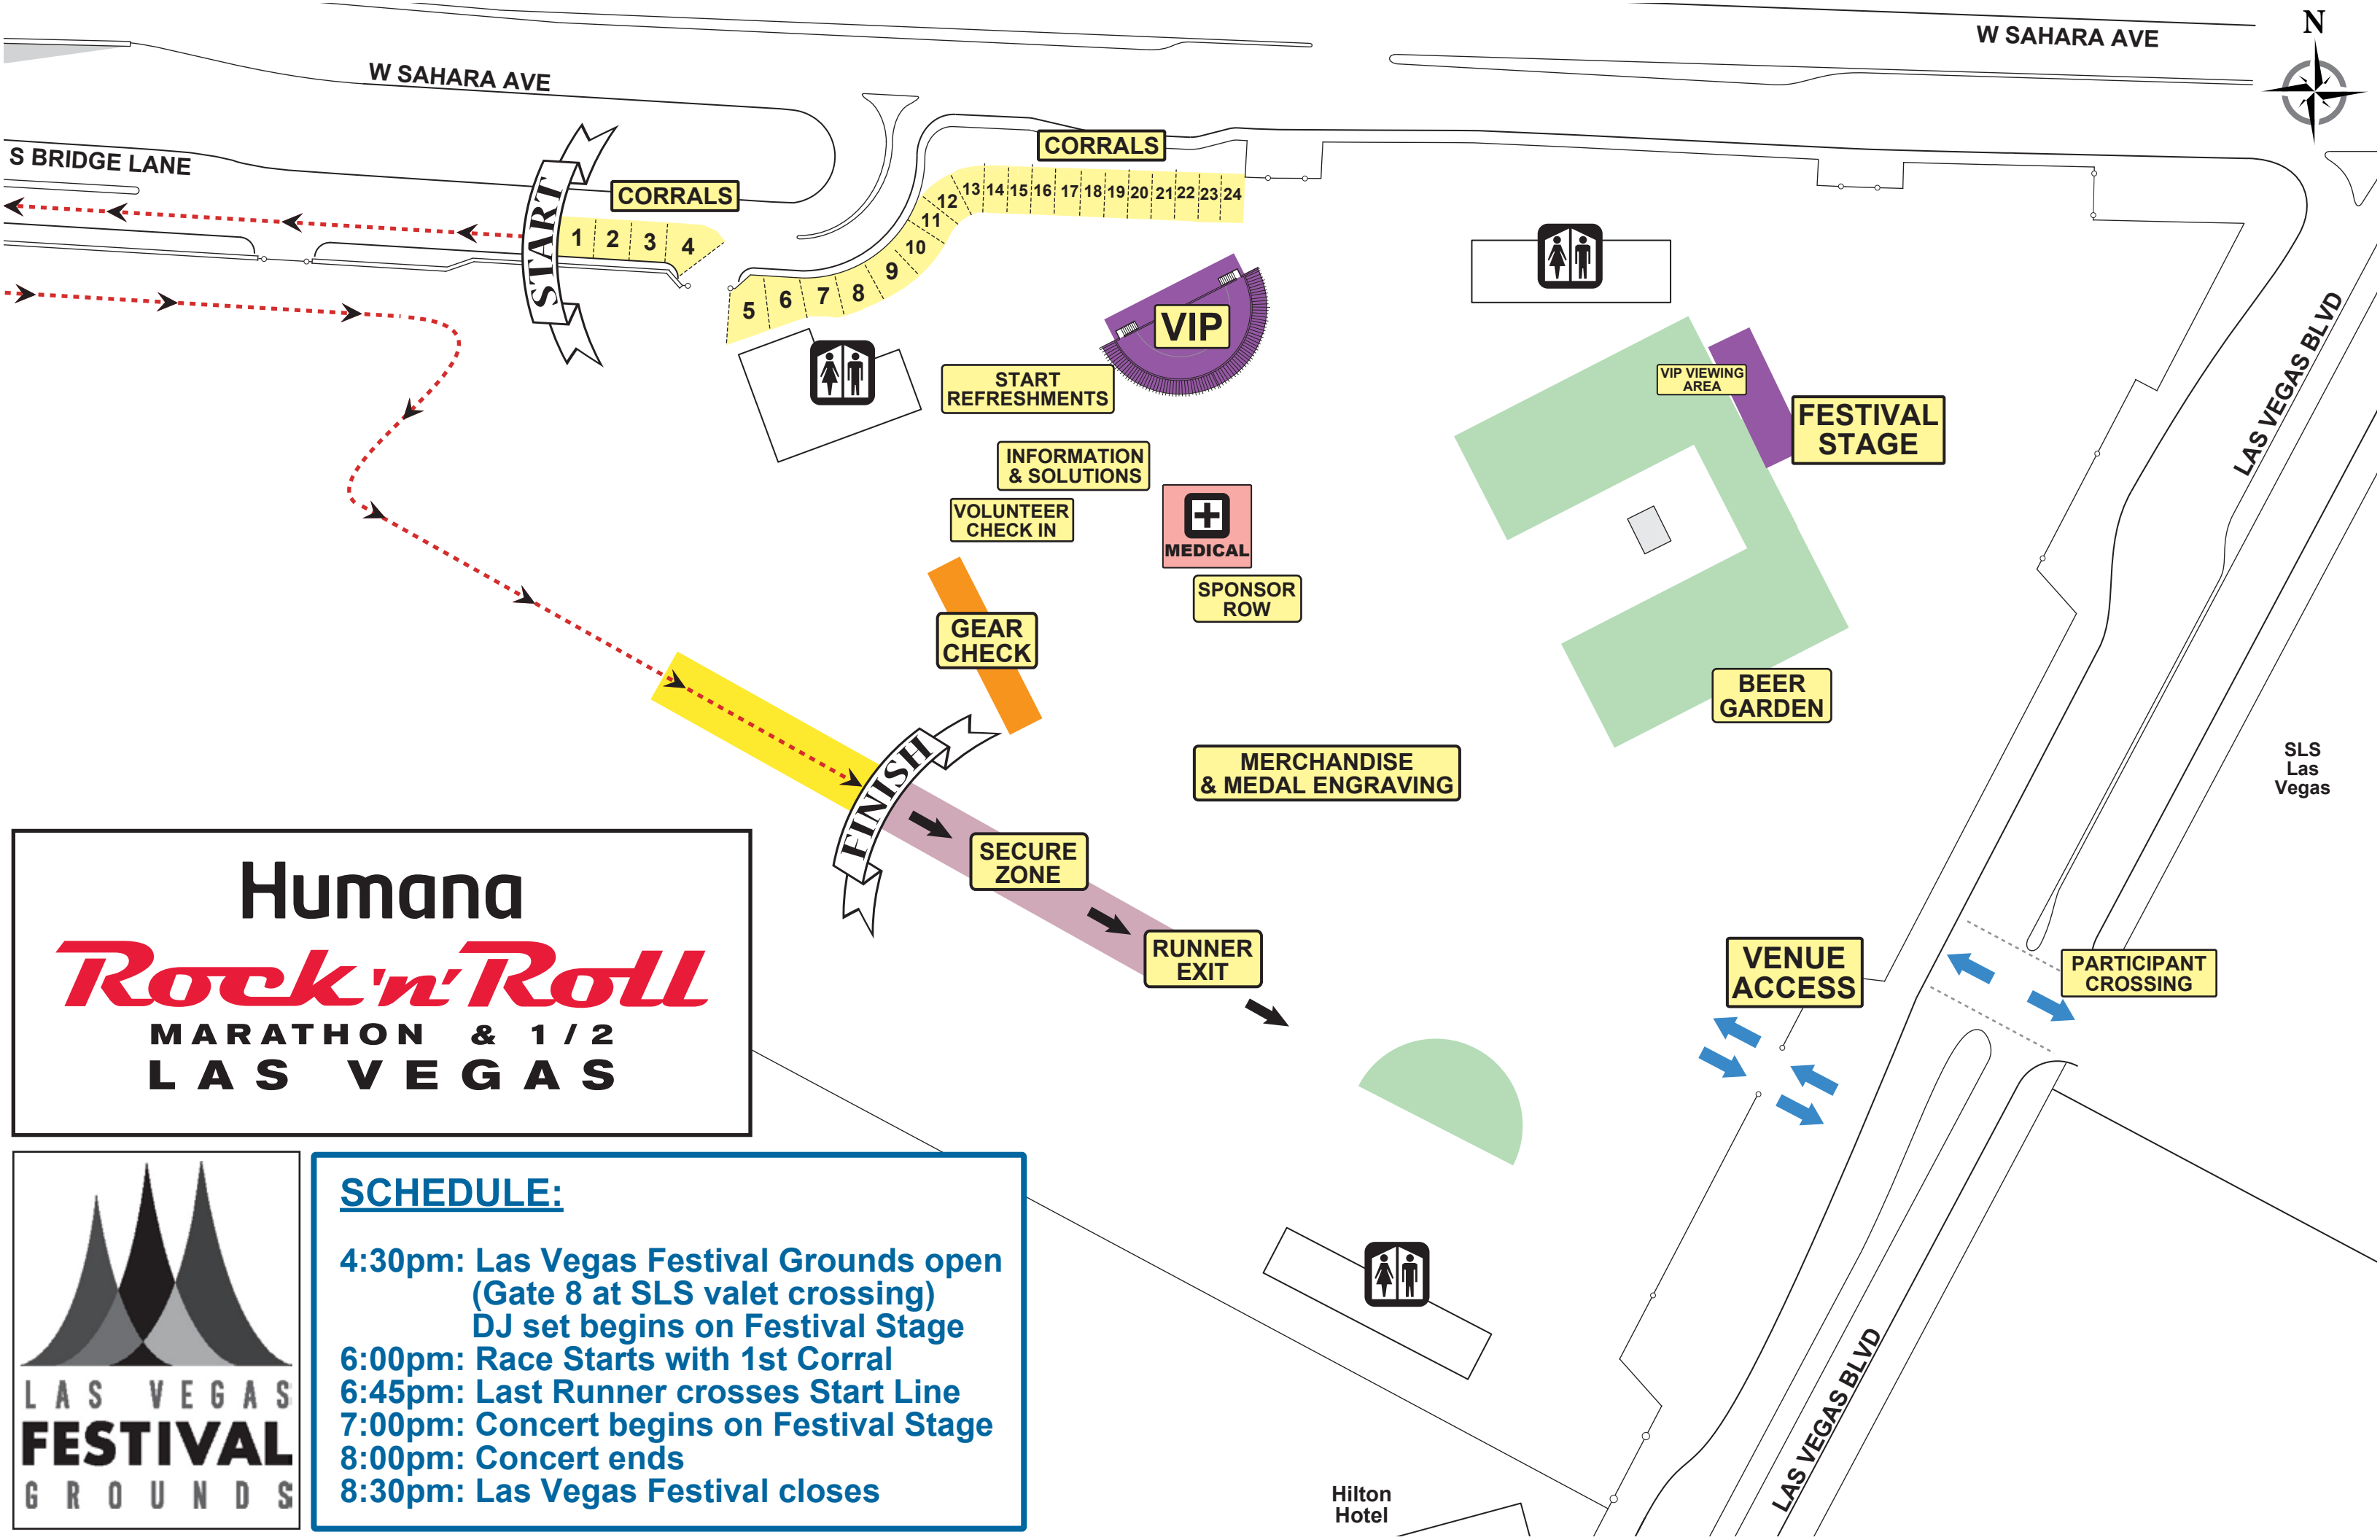 W SAHARA AVE
N
W SAHARA AVE
S BRIDGE LANE
CORRALS
CORRALS
START
1 2 3 4
5 6 7 8 9 10 11 12 13 14 15 16 17 18 19 20 21 22 23 24
VIP
START
REFRESHMENTS
VIP VIEWING
AREA
FESTIVAL
STAGE
LAS VEGAS BLVD
INFORMATION
& SOLUTIONS
VOLUNTEER
CHECK IN
MEDICAL
SPONSOR
ROW
GEAR
CHECK
BEER
GARDEN
FINISH
MERCHANDISE
& MEDAL ENGRAVING
SLS
Las
Vegas
SECURE
ZONE
RUNNER
EXIT
VENUE
ACCESS
PARTICIPANT
CROSSING
Humana
Rock 'n' Roll
MARATHON & 1/2
LAS VEGAS
LAS VEGAS
FESTIVAL
GROUNDS
SCHEDULE:
4:30pm: Las Vegas Festival Grounds open
(Gate 8 at SLS valet crossing)
DJ set begins on Festival Stage
6:00pm: Race Starts with 1st Corral
6:45pm: Last Runner crosses Start Line
7:00pm: Concert begins on Festival Stage
8:00pm: Concert ends
8:30pm: Las Vegas Festival closes
Hilton
Hotel
LAS VEGAS BLVD